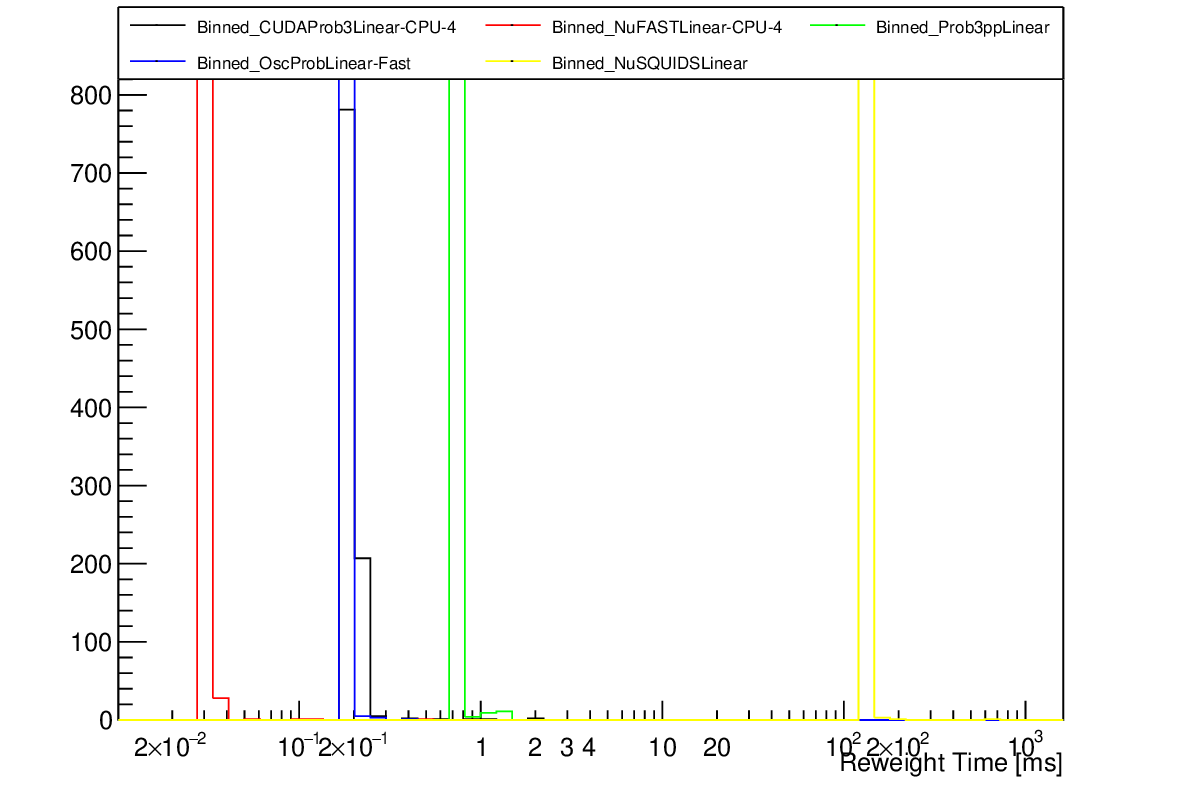 Binned_CUDAProb3Linear-CPU-4 Binned_NuFASTLinear-CPU-4 Binned_Prob3ppLinear
Binned_OscProbLinear-Fast Binned_NuSQUIDSLinear
800
700
600
500
400
300
200
100
0
2×10⁻² 10⁻¹ 2×10⁻¹ 1 2 3 4 10 20 10² 2×10² 10³
Reweight Time [ms]